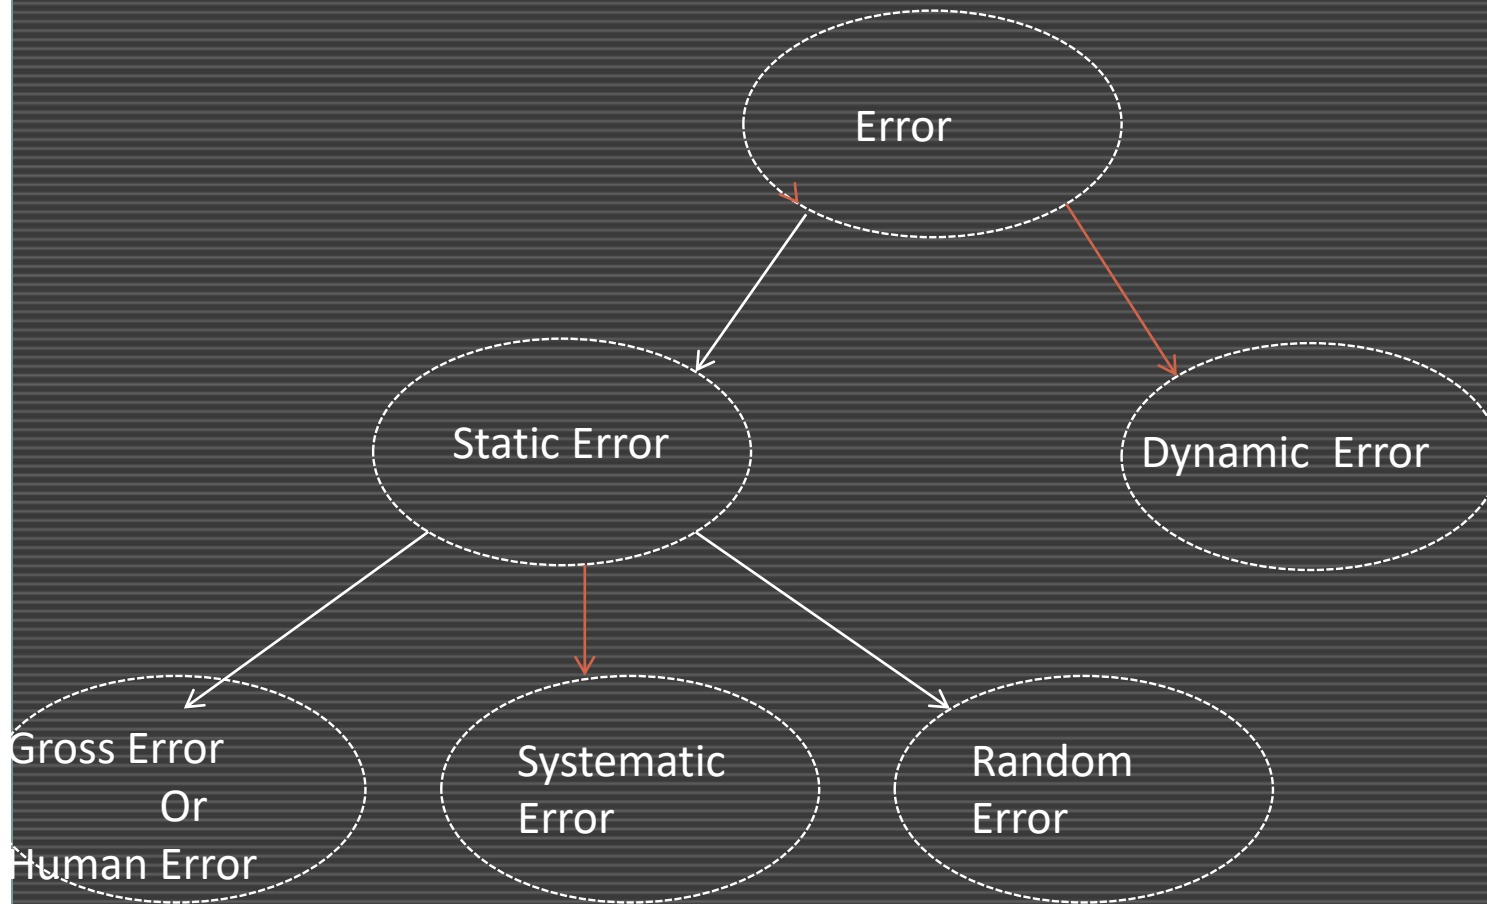 Error
Static Error
Dynamic  Error
Gross Error
Or
Human Error
Systematic
Error
Random
Error